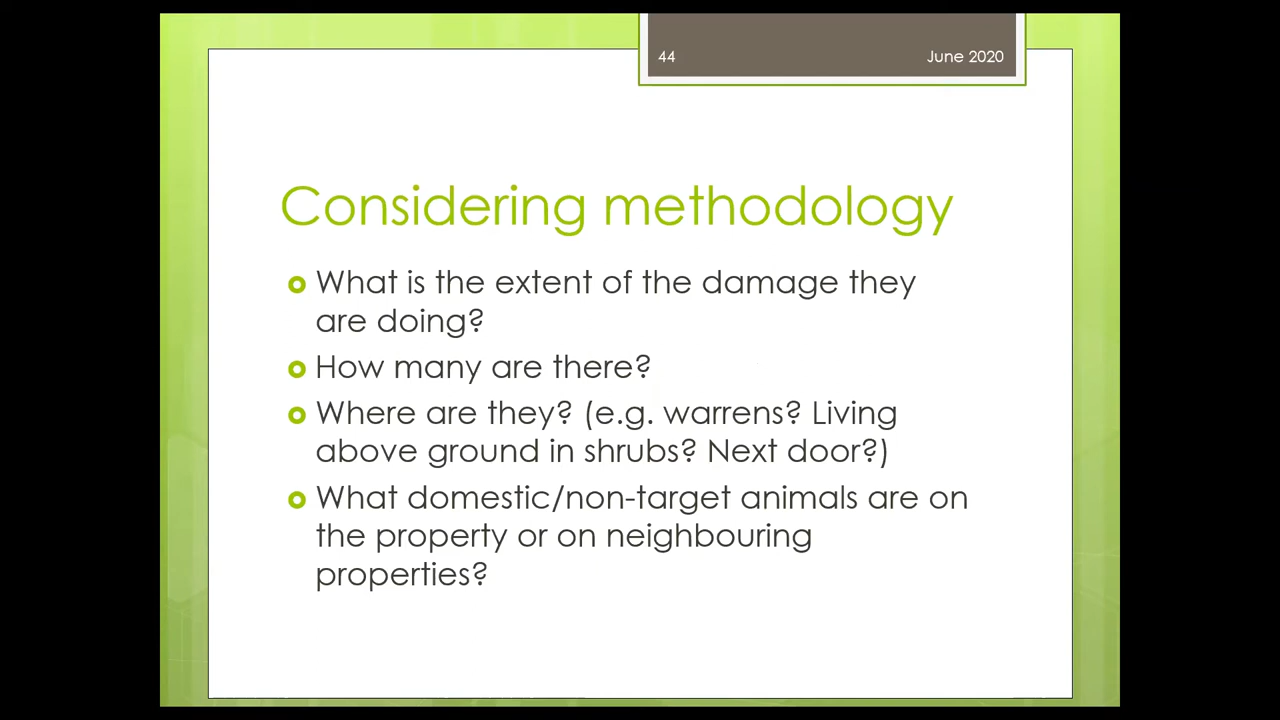 44
June 2020
Considering methodology
What is the extent of the damage they
are doing?
How many are there?
Where are they? (e.g. warrens? Living
above ground in shrubs? Next door?)
What domestic/non-target animals are on
the property or on neighbouring
properties?